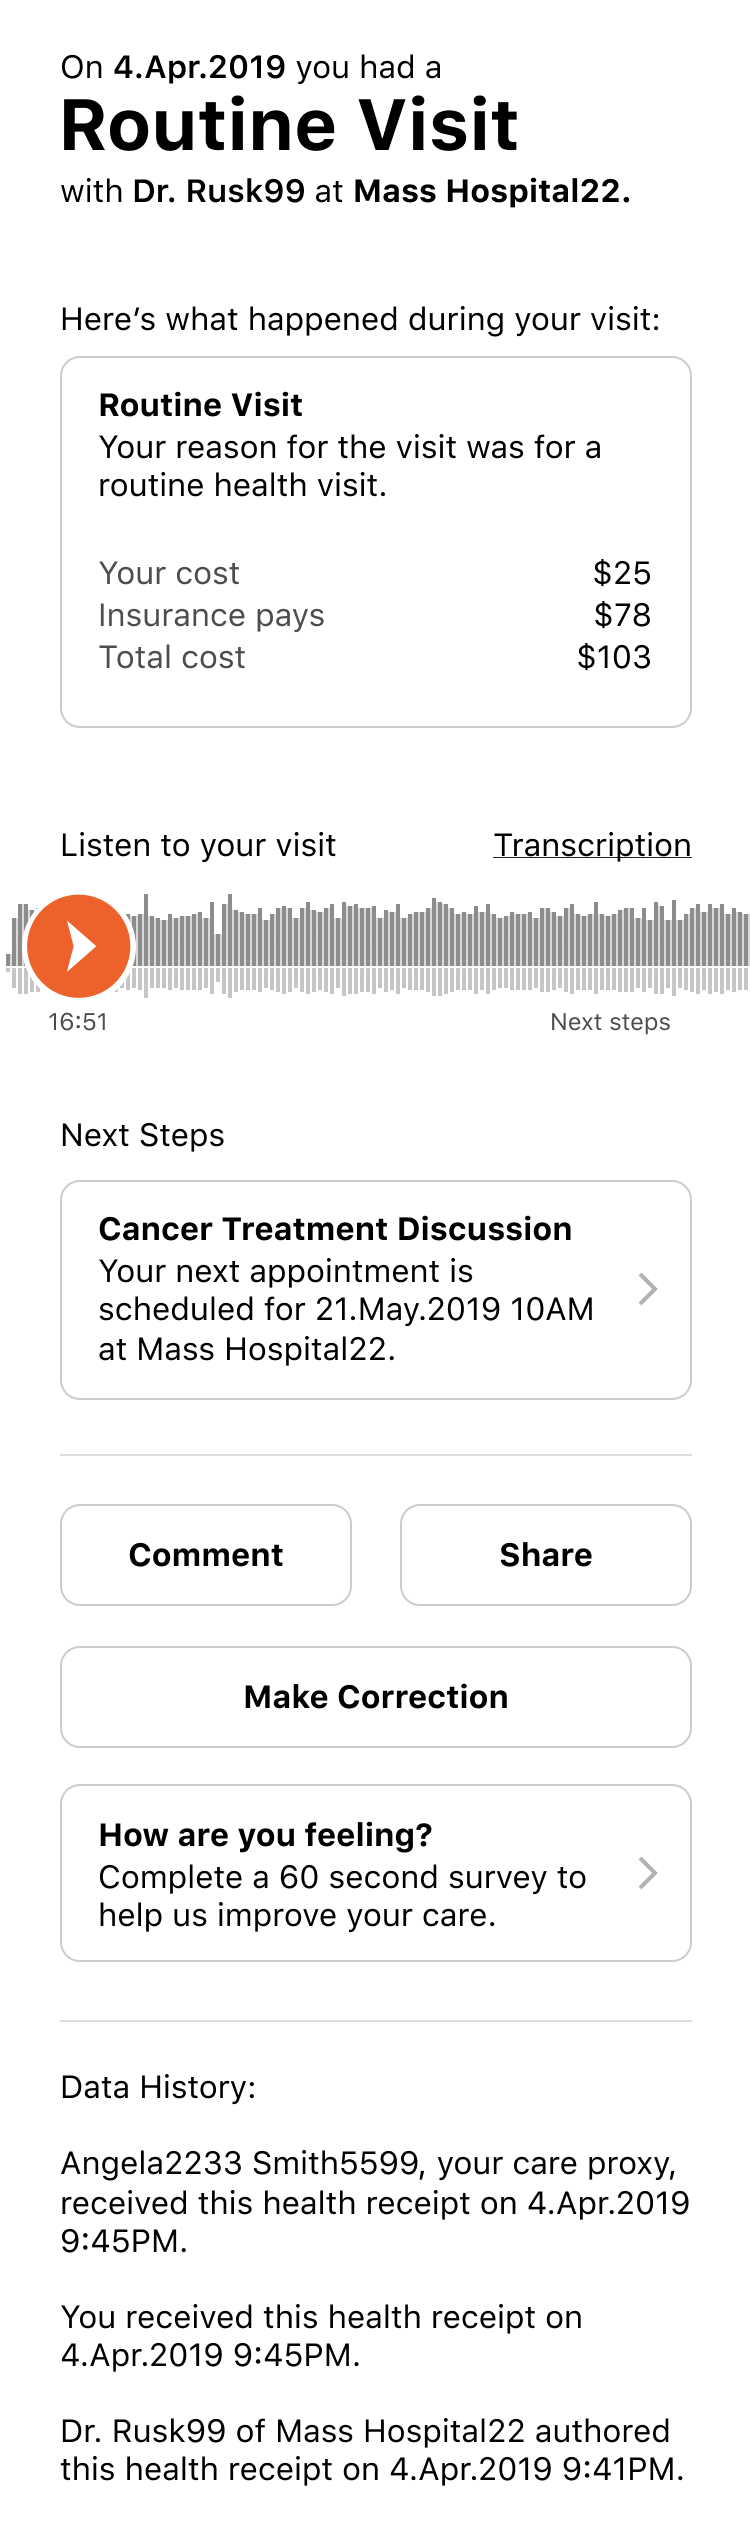 On 4.Apr.2019 you had a
Routine Visit
with Dr. Rusk99 at Mass Hospital22.
Here’s what happened during your visit:
Routine Visit
Your reason for the visit was for a
routine health visit.
Your cost $25
Insurance pays $78
Total cost $103
Listen to your visit Transcription
16:51 Next steps
Next Steps
Cancer Treatment Discussion
Your next appointment is
scheduled for 21.May.2019 10AM
at Mass Hospital22.
Comment Share
Make Correction
How are you feeling?
Complete a 60 second survey to
help us improve your care.
Data History:
Angela2233 Smith5599, your care proxy,
received this health receipt on 4.Apr.2019
9:45PM.
You received this health receipt on
4.Apr.2019 9:45PM.
Dr. Rusk99 of Mass Hospital22 authored
this health receipt on 4.Apr.2019 9:41PM.